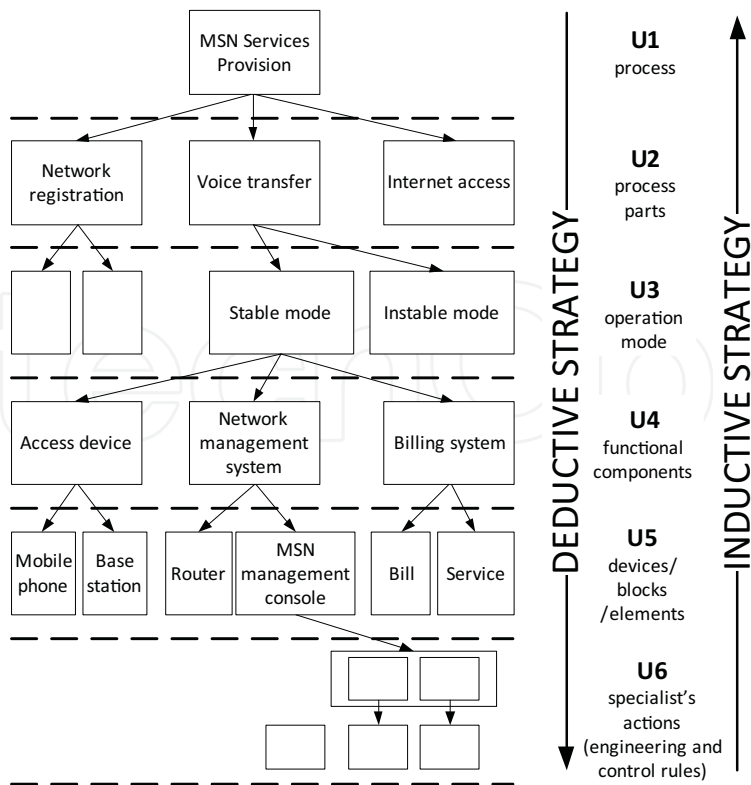 MSN Services
Provision
U1
process
Network
registration
Voice transfer
Internet access
U2
process
parts
Stable mode
Instable mode
U3
operation
mode
Access device
Network
management
system
Billing system
U4
functional
components
Mobile
phone
Base
station
Router
MSN
management
console
Bill
Service
U5
devices/
blocks
/elements
U6
specialist's
actions
(engineering and
control rules)
DEDUCTIVE STRATEGY
INDUCTIVE STRATEGY